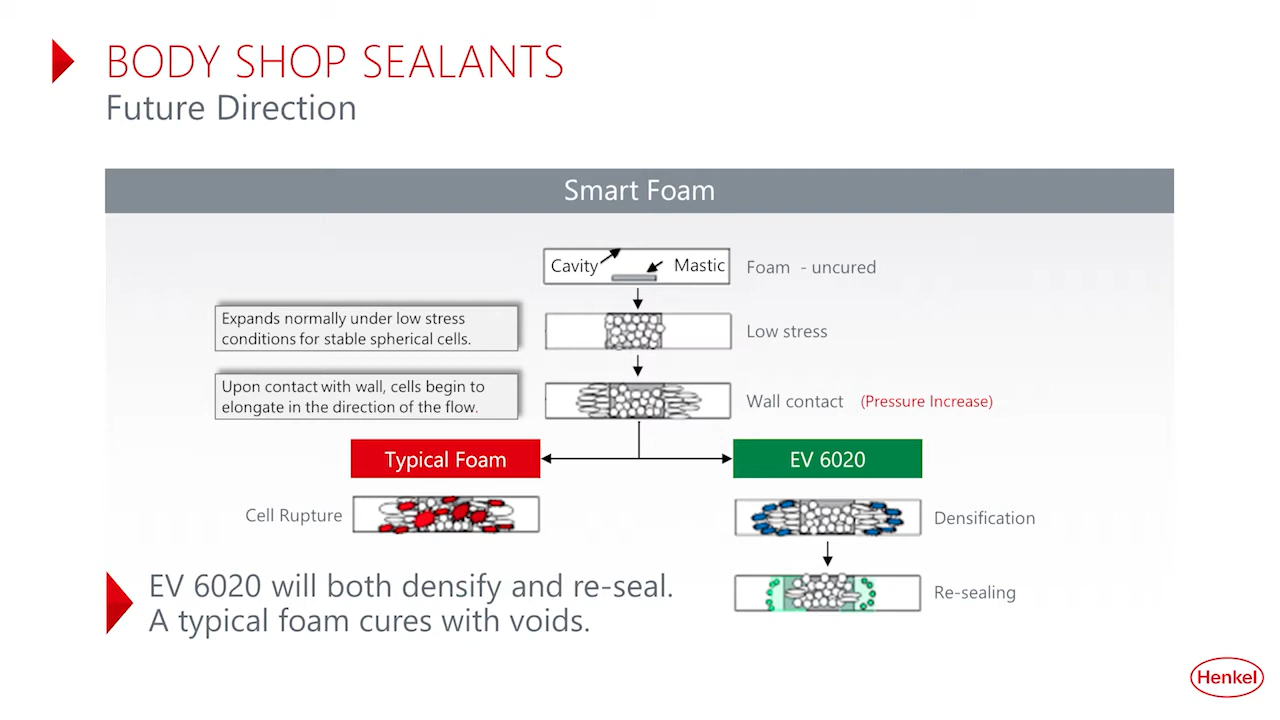 BODY SHOP SEALANTS
Future Direction
Smart Foam
Cavity
Mastic
Foam - uncured
Expands normally under low stress
conditions for stable spherical cells.
Low stress
Upon contact with wall, cells begin to
elongate in the direction of the flow.
Wall contact (Pressure Increase)
Typical Foam
EV 6020
Cell Rupture
Densification
Re-sealing
EV 6020 will both densify and re-seal.
A typical foam cures with voids.
Henkel